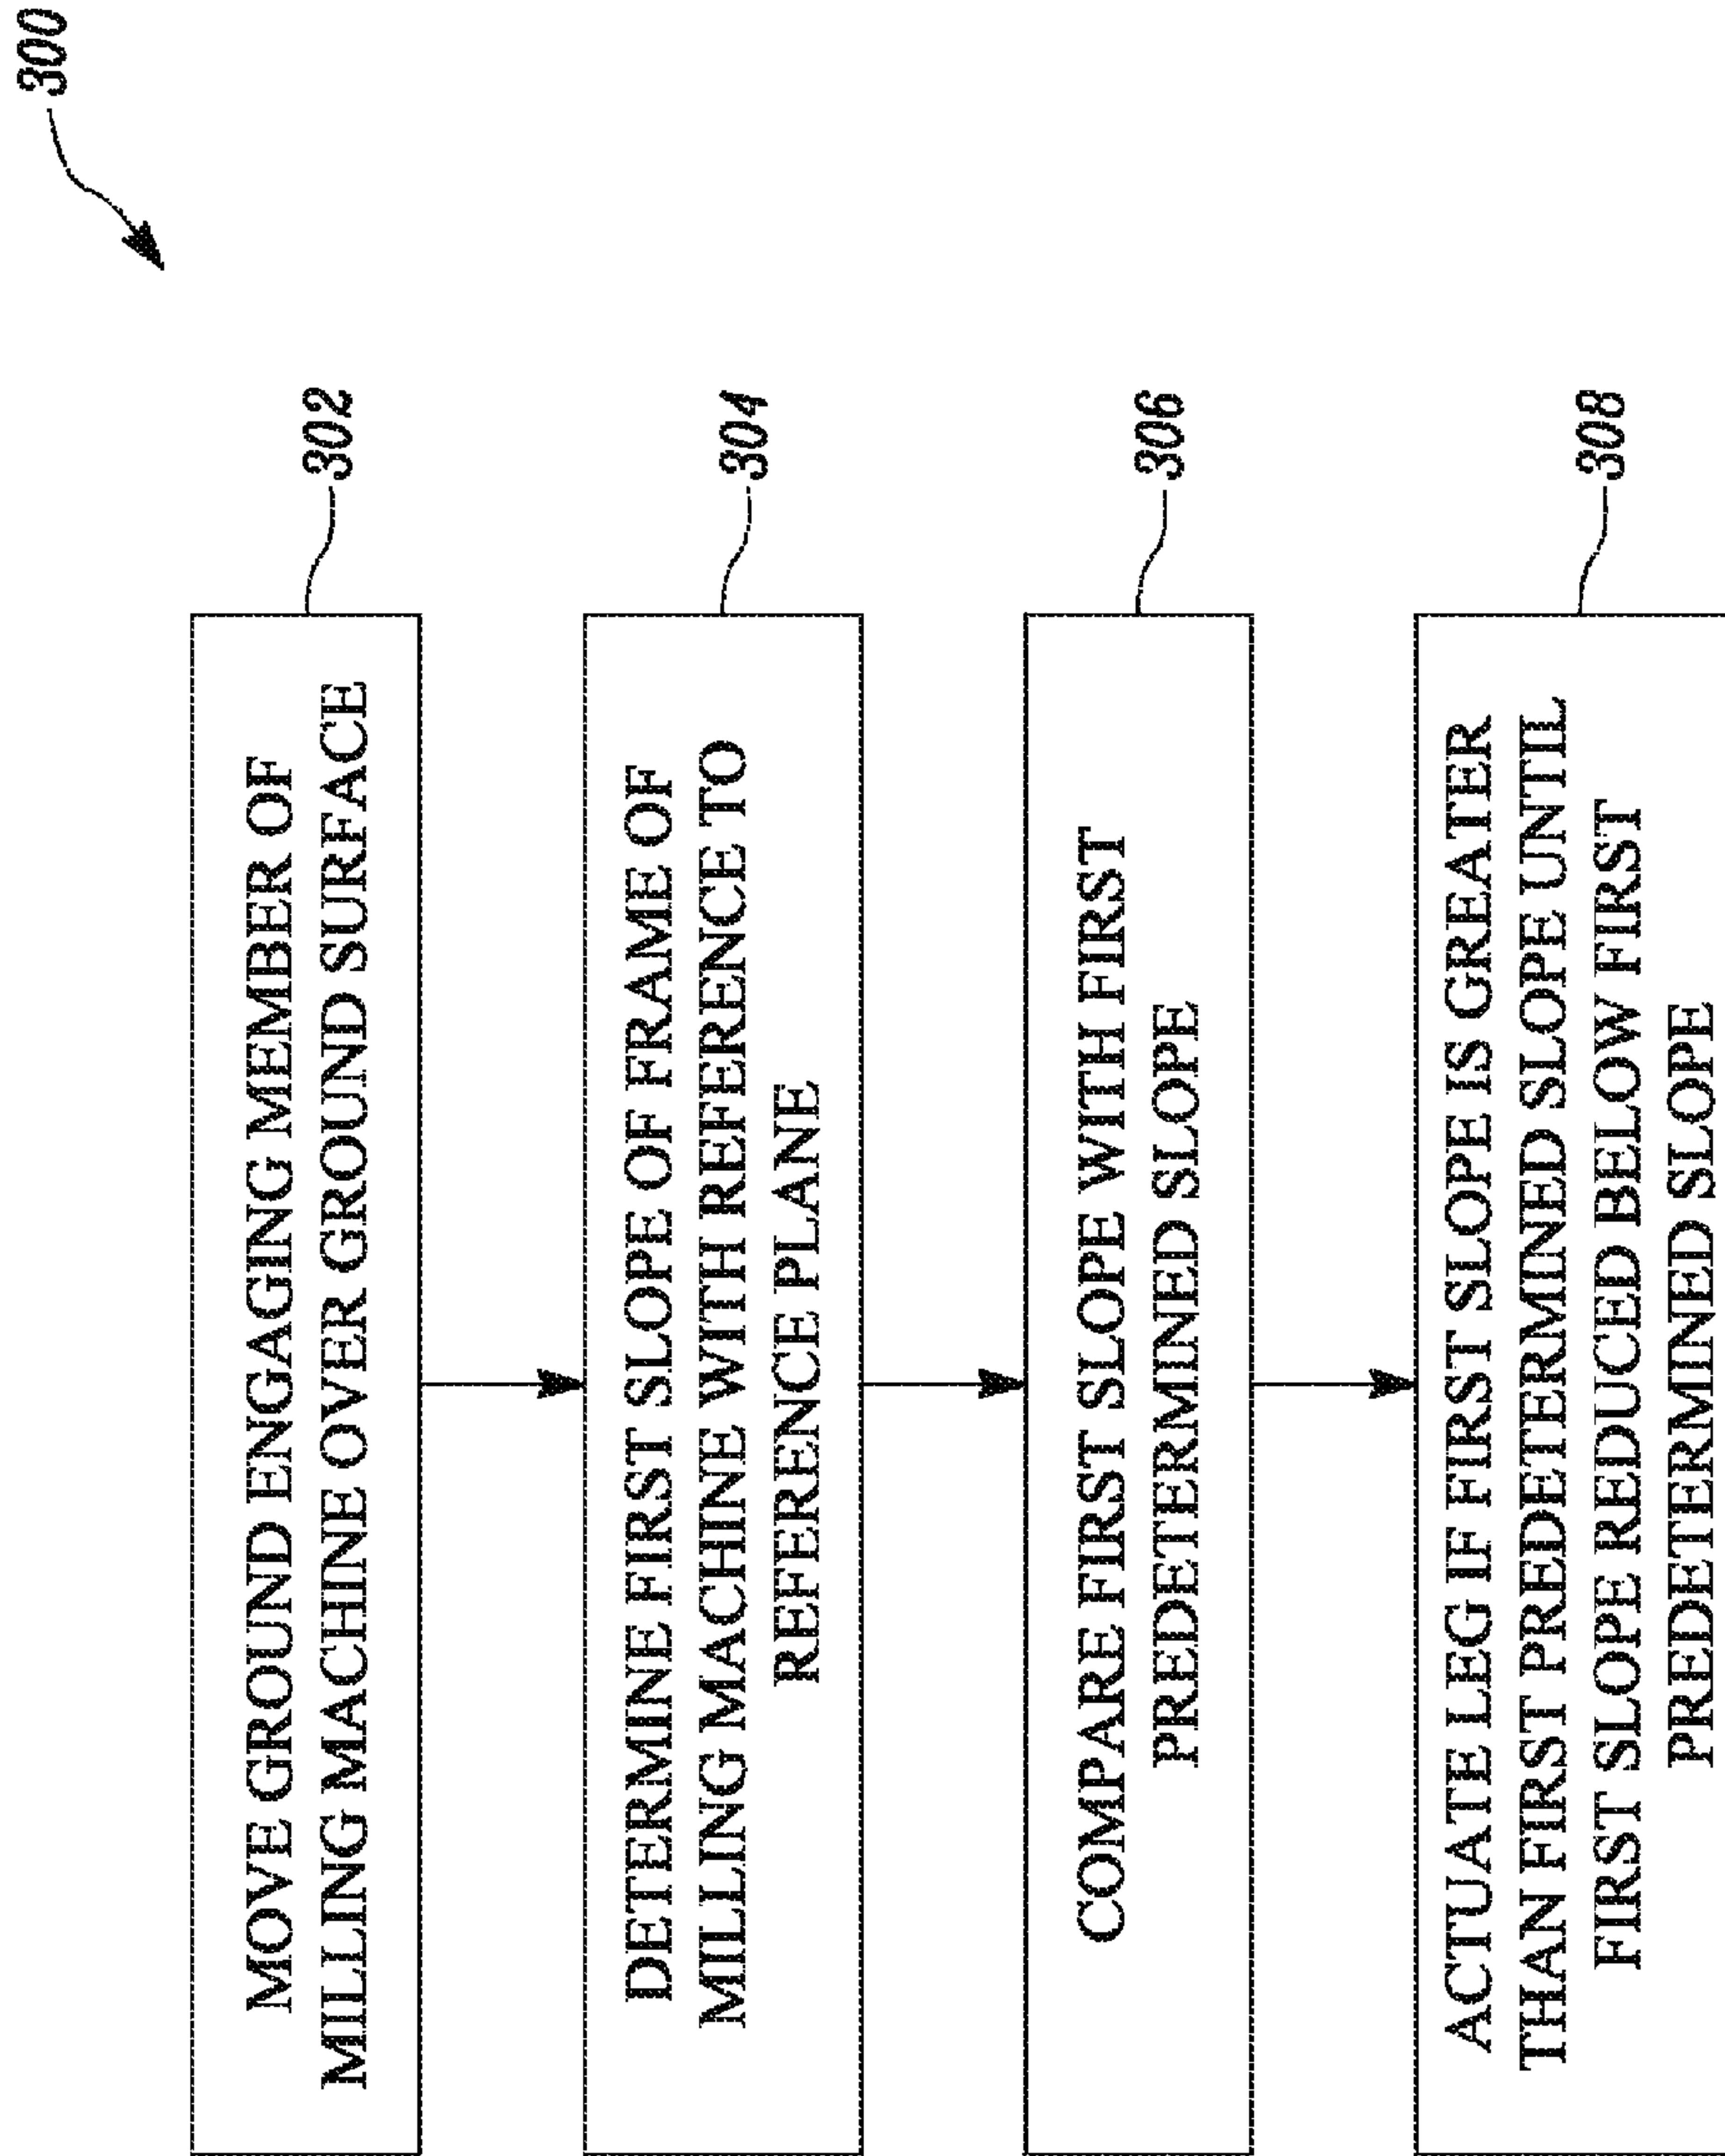 300
MOVE GROUND ENGAGING MEMBER OF
MILLING MACHINE OVER GROUND SURFACE
302
DETERMINE FIRST SLOPE OF FRAME OF
MILLING MACHINE WITH REFERENCE TO
REFERENCE PLANE
304
COMPARE FIRST SLOPE WITH FIRST
PREDETERMINED SLOPE
306
ACTUATE LEG IF FIRST SLOPE IS GREATER
THAN FIRST PREDETERMINED SLOPE UNTIL
FIRST SLOPE REDUCED BELOW FIRST
PREDETERMINED SLOPE
308